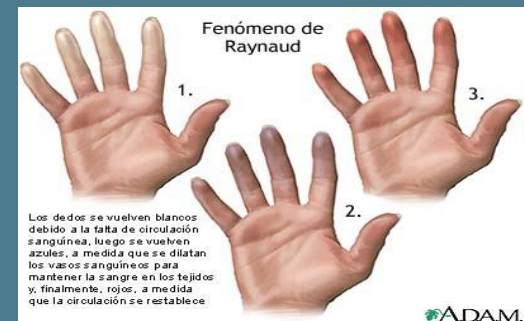 Fenómeno de
Raynaud
1.
3.
2.
Los dedos se vuelven blancos
debido a la falta de circulación
sanguínea, luego se vuelven
azules, a medida que se dilatan
los vasos sanguíneos para
mantener la sangre en los tejidos
y, finalmente, rojos, a medida
que la circulación se restablece
ADAM.